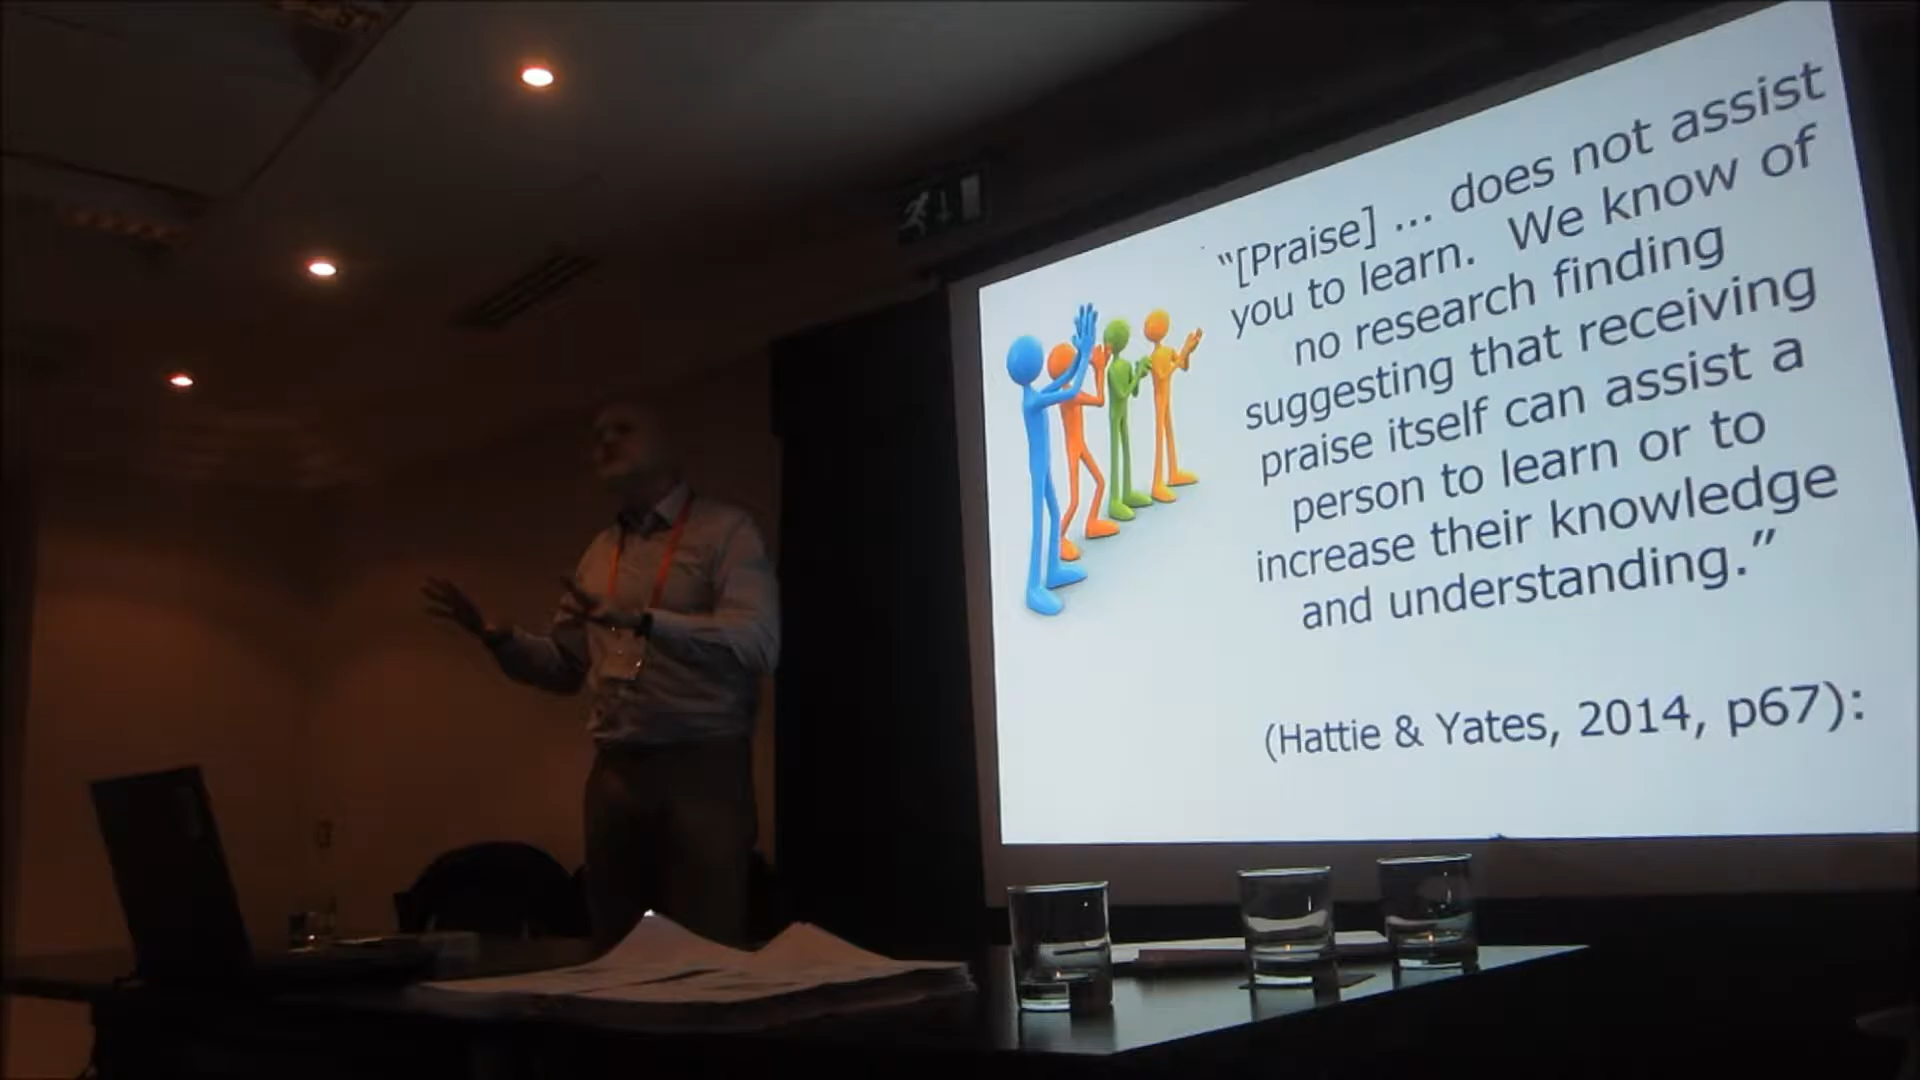 “[Praise] ... does not assist
you to learn. We know of
no research finding
suggesting that receiving
praise itself can assist a
person to learn or to
increase their knowledge
and understanding.”
(Hattie & Yates, 2014, p67):